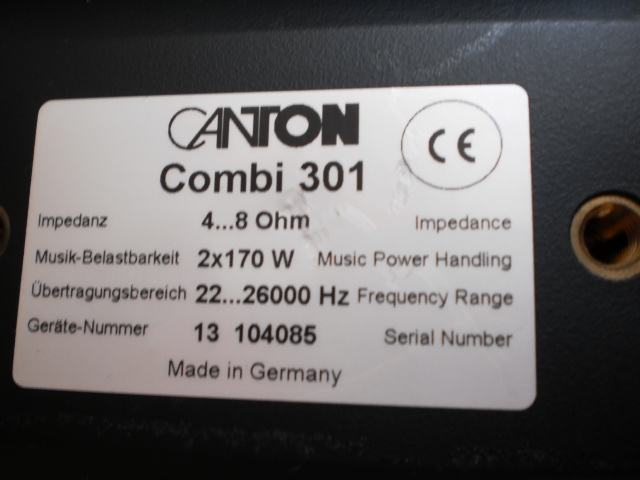 CANTON
CE
Combi 301
Impedanz 4...8 Ohm Impedance
Musik-Belastbarkeit 2x170 W Music Power Handling
Übertragungsbereich 22...26000 Hz Frequency Range
Geräte-Nummer 13 104085 Serial Number
Made in Germany